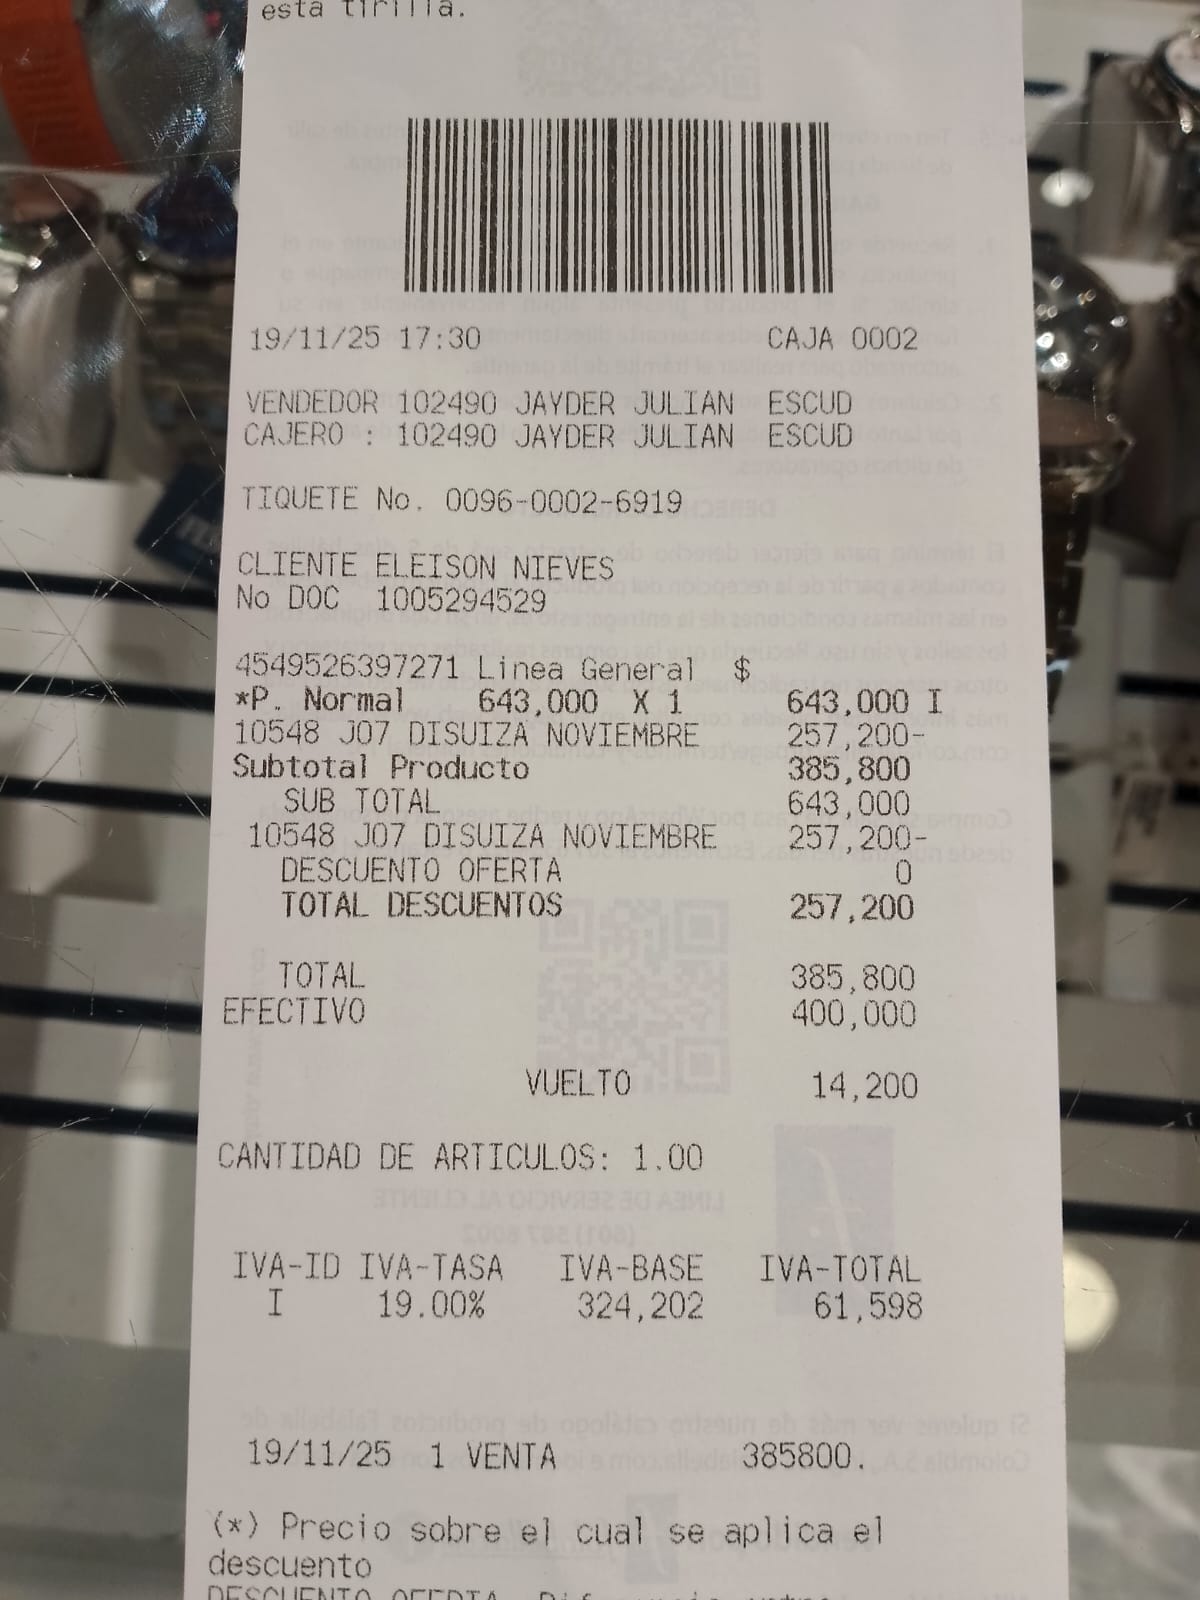 esta tirilla.
19/11/25 17:30 CAJA 0002
VENDEDOR 102490 JAYDER JULIAN ESCUD
CAJERO : 102490 JAYDER JULIAN ESCUD
TIQUETE No. 0096-0002-6919
CLIENTE ELEISON NIEVES
No DOC 1005294529
4549526397271 Linea General $
*P. Normal 643,000 X 1 643,000 I
10548 J07 DISUIZA NOVIEMBRE 257,200-
Subtotal Producto 385,800
SUB TOTAL 643,000
10548 J07 DISUIZA NOVIEMBRE 257,200-
DESCUENTO OFERTA 0
TOTAL DESCUENTOS 257,200
TOTAL 385,800
EFECTIVO 400,000
VUELTO 14,200
CANTIDAD DE ARTICULOS: 1.00
IVA-ID IVA-TASA IVA-BASE IVA-TOTAL
I 19.00% 324,202 61,598
19/11/25 1 VENTA 385800.
(*) Precio sobre el cual se aplica el
descuento
DESCUENTO OFERTA